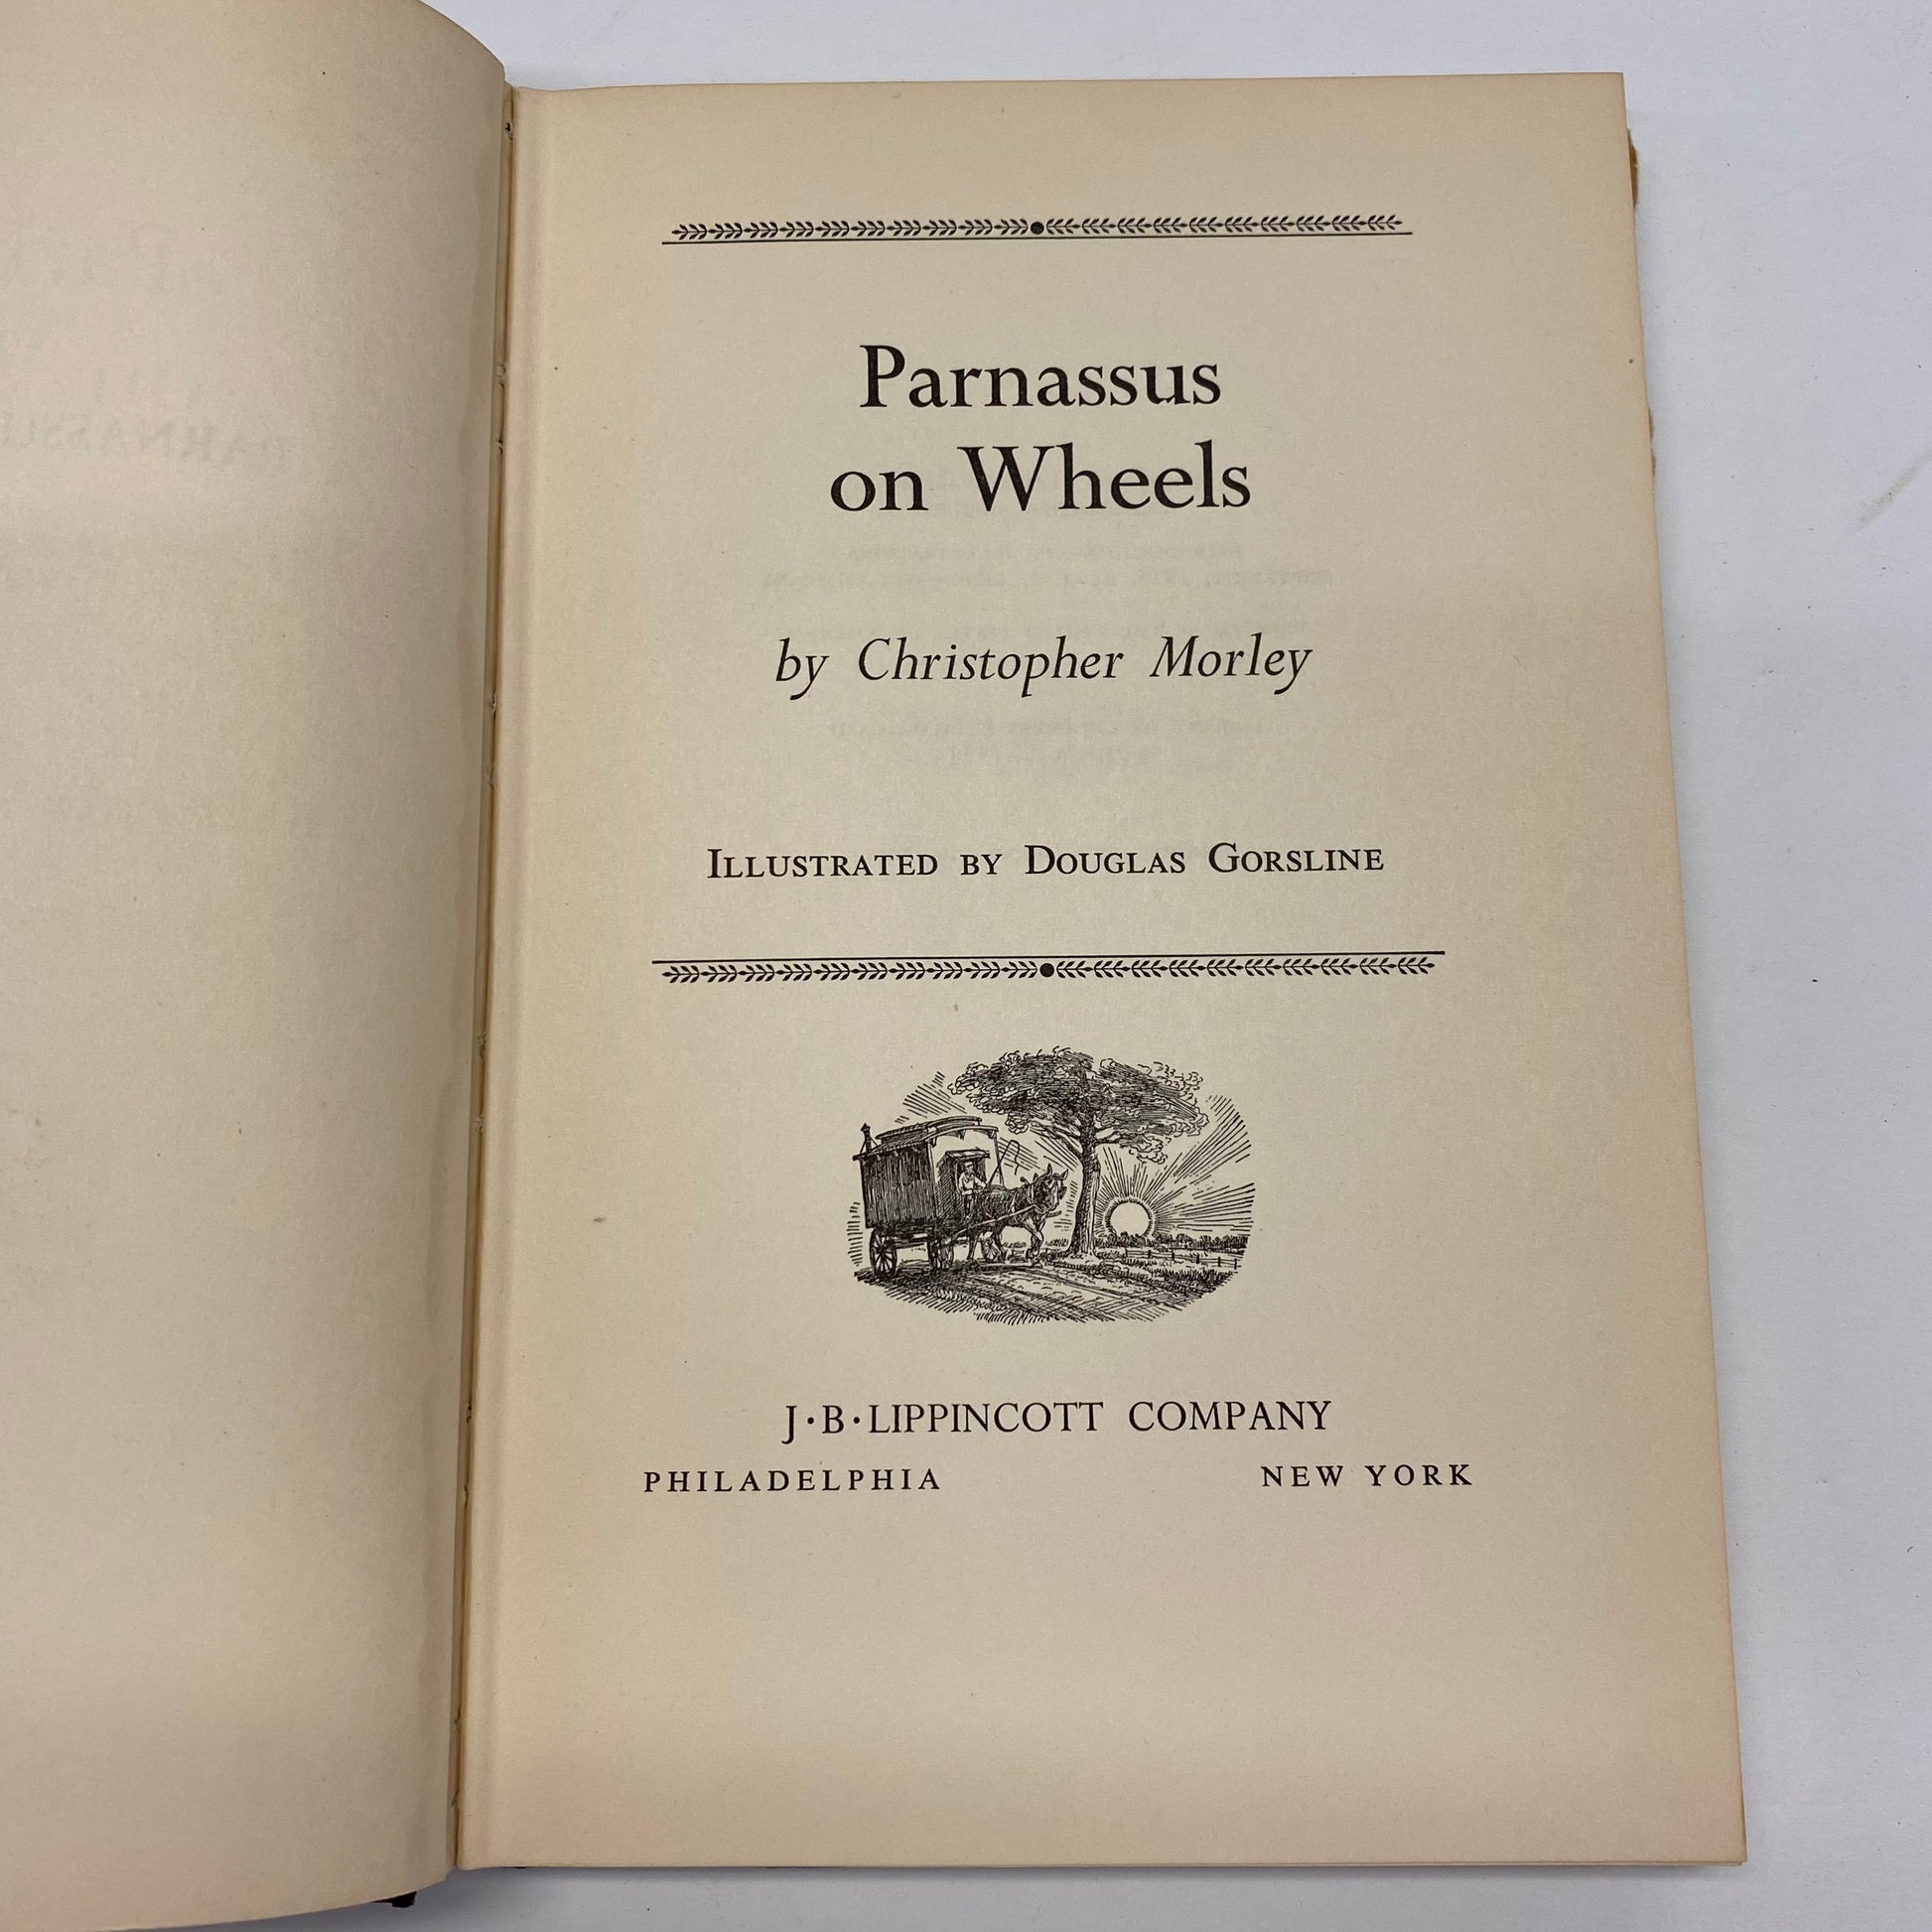 Parnassus
on Wheels
by Christopher Morley
ILLUSTRATED BY DOUGLAS GORSLINE
J·B·LIPPINCOTT COMPANY
PHILADELPHIA NEW YORK